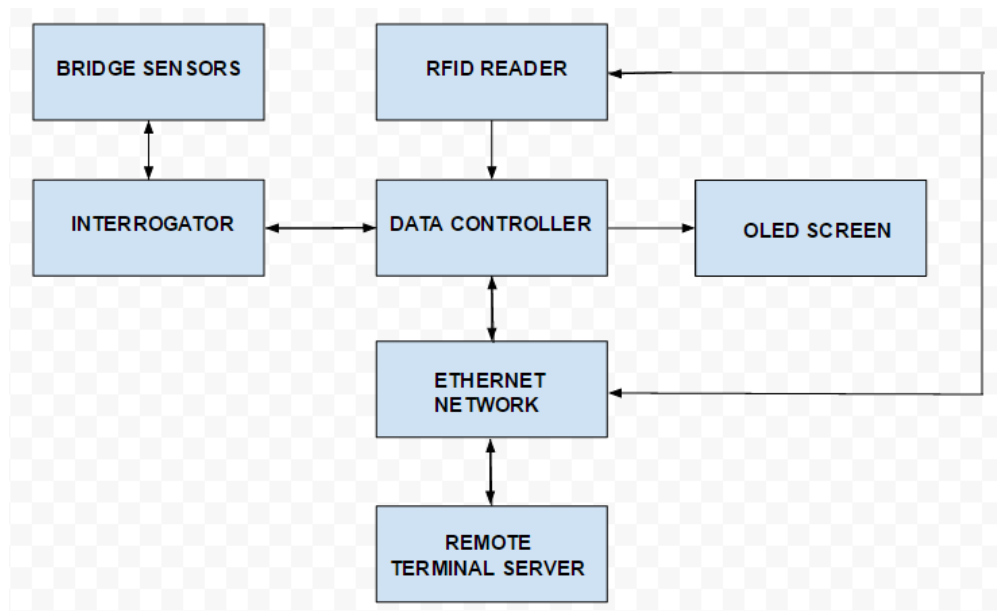 BRIDGE SENSORS
RFID READER
INTERROGATOR
DATA CONTROLLER
OLED SCREEN
ETHERNET
NETWORK
REMOTE
TERMINAL SERVER